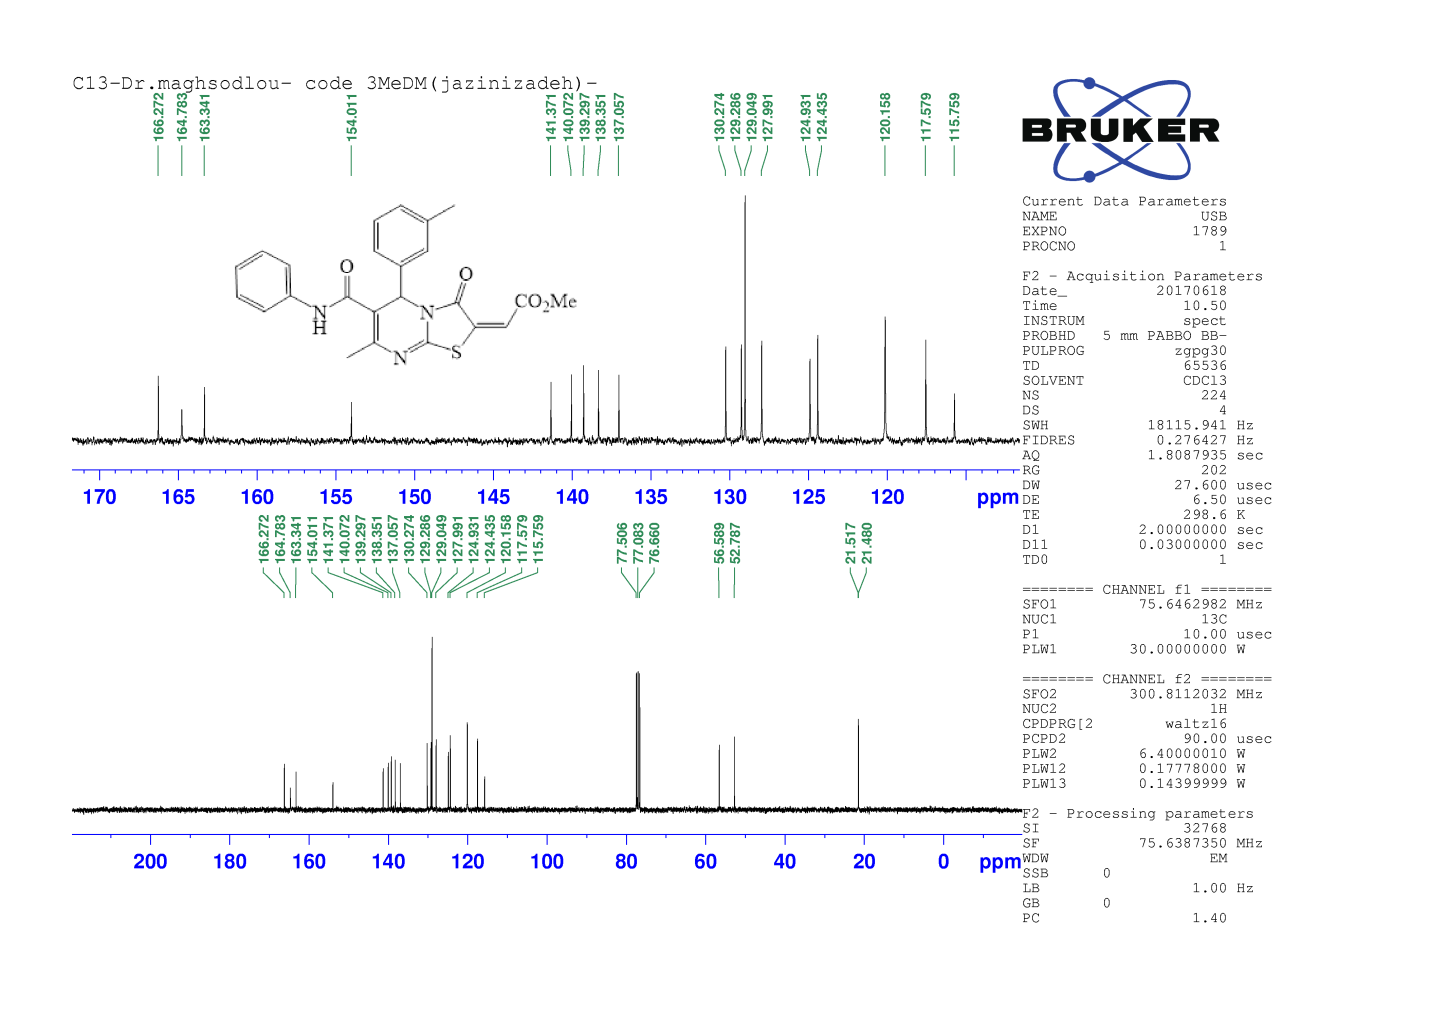 C13-Dr.maghsodlou- code 3MeDM(jazinizadeh)-
166.272
164.783
163.341
154.011
141.371
140.072
139.297
138.351
137.057
130.274
129.286
129.049
127.991
124.931
124.435
120.158
117.579
115.759
O
N
H
N
O
CO2Me
N
S
170 165 160 155 150 145 140 135 130 125 120 ppm
166.272
164.783
163.341
154.011
141.371
140.072
139.297
138.351
137.057
130.274
129.286
129.049
127.991
124.931
124.435
120.158
117.579
115.759
77.506
77.083
76.660
56.589
52.787
21.517
21.480
200 180 160 140 120 100 80 60 40 20 0 ppm
BRUKER
Current Data Parameters
NAME USB
EXPNO 1789
PROCNO 1
F2 - Acquisition Parameters
Date_ 20170618
Time 10.50
INSTRUM spect
PROBHD 5 mm PABBO BB-
PULPROG zgpg30
TD 65536
SOLVENT CDCl3
NS 224
DS 4
SWH 18115.941 Hz
FIDRES 0.276427 Hz
AQ 1.8087935 sec
RG 202
DW 27.600 usec
DE 6.50 usec
TE 298.6 K
D1 2.00000000 sec
D11 0.03000000 sec
TD0 1
======== CHANNEL f1 ========
SFO1 75.6462982 MHz
NUC1 13C
P1 10.00 usec
PLW1 30.00000000 W
======== CHANNEL f2 ========
SFO2 300.8112032 MHz
NUC2 1H
CPDPRG[2 waltz16
PCPD2 90.00 usec
PLW2 6.40000010 W
PLW12 0.17778000 W
PLW13 0.14399999 W
F2 - Processing parameters
SI 32768
SF 75.6387350 MHz
WDW EM
SSB 0
LB 1.00 Hz
GB 0
PC 1.40